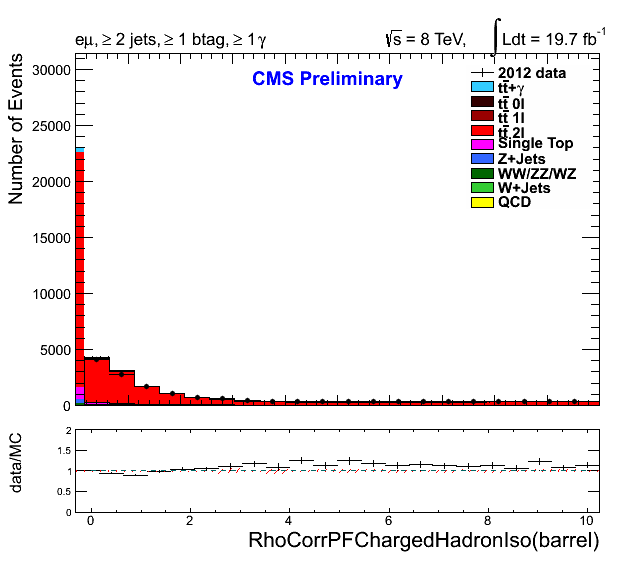 eμ, ≥ 2 jets, ≥ 1 btag, ≥ 1 γ
√s = 8 TeV, ∫ Ldt = 19.7 fb⁻¹
CMS Preliminary
Number of Events
30000
25000
20000
15000
10000
5000
0
2012 data
tt̄+γ
tt̄ 0l
tt̄ 1l
tt̄ 2l
Single Top
Z+Jets
WW/ZZ/WZ
W+Jets
QCD
data/MC
2
1.5
1
0.5
0
0 2 4 6 8 10
RhoCorrPFChargedHadronIso(barrel)